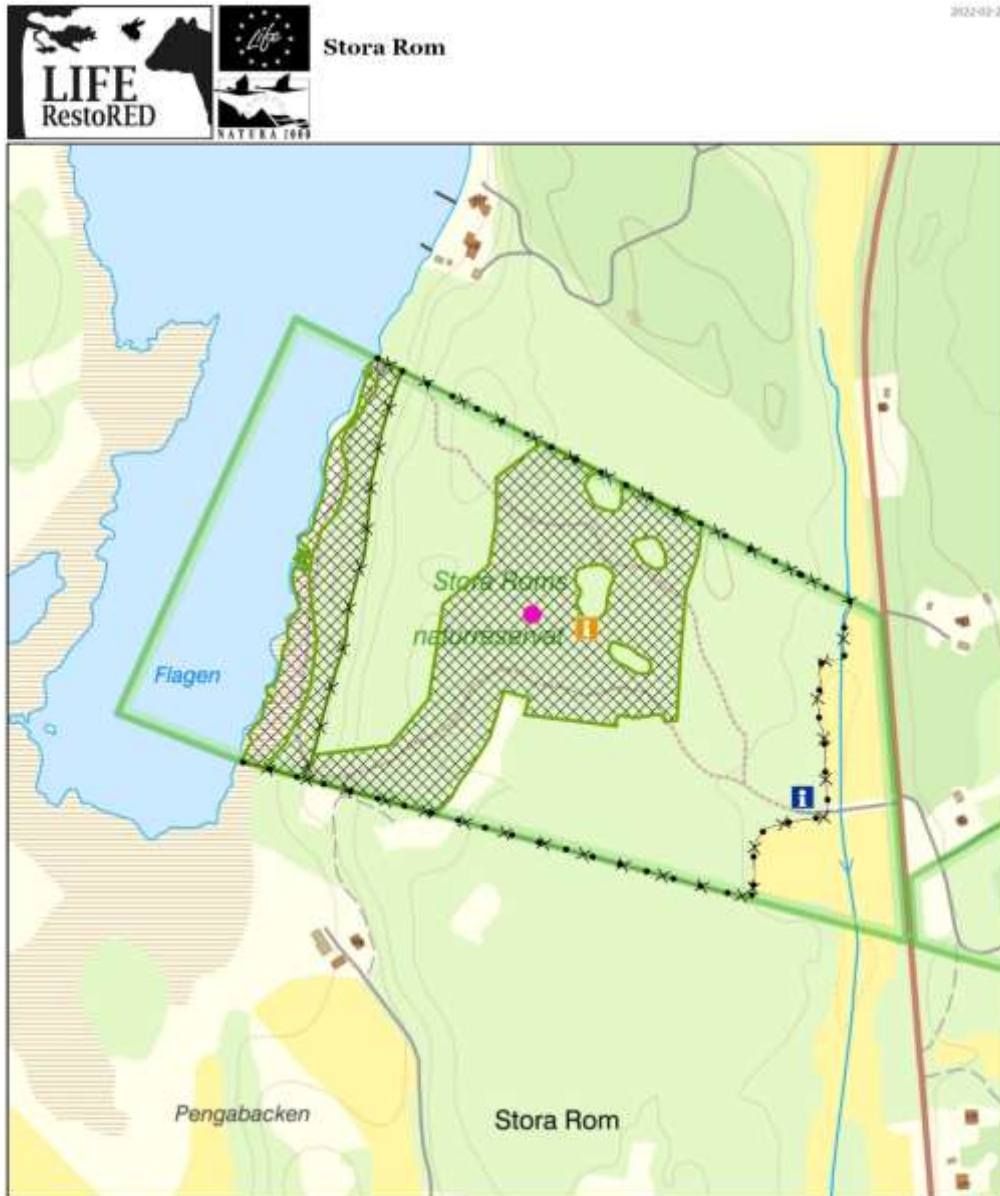 LIFE
RestoRED
Life
NATURA 2000
Stora Rom
Stora Roms
naturreservat
Flagen
Pengabacken
Stora Rom